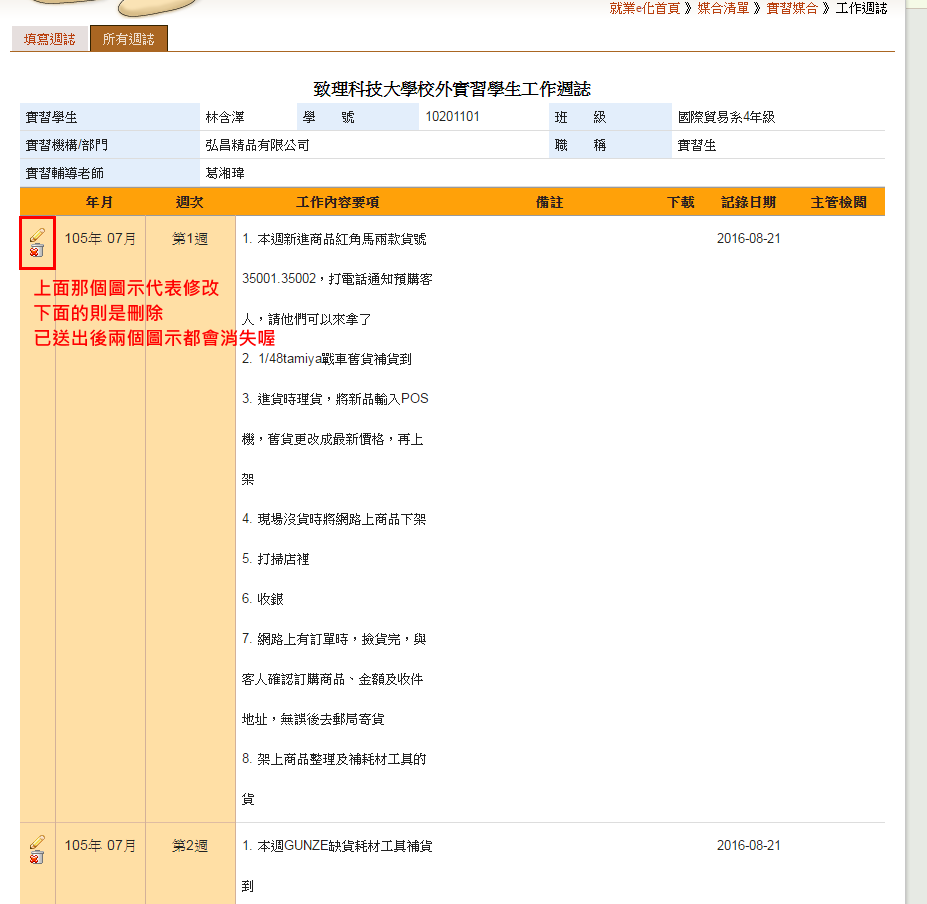 就業e化首頁 》 媒合清單 》 實習媒合 》 工作週誌
填寫週誌 所有週誌
致理科技大學校外實習學生工作週誌
實習學生 林含澤 學 號 10201101 班 級 國際貿易系4年級
實習機構/部門 弘昌精品有限公司 職 稱 實習生
實習輔導老師 葛湘瑋
年月 週次 工作內容要項 備註 下載 記錄日期 主管檢閱
105年 07月 第1週 1. 本週新進商品紅角馬兩款貨號 2016-08-21
35001.35002，打電話通知預購客
人，請他們可以來拿了
2. 1/48tamiya戰車舊貨補貨到
3. 進貨時理貨，將新品輸入POS
機，舊貨更改成最新價格，再上
架
4. 現場沒貨時將網路上商品下架
5. 打掃店裡
6. 收銀
7. 網路上有訂單時，撿貨完，與
客人確認訂購商品、金額及收件
地址，無誤後去郵局寄貨
8. 架上商品整理及補耗材工具的
貨
上面那個圖示代表修改
下面的則是刪除
已送出後兩個圖示都會消失喔
105年 07月 第2週 1. 本週GUNZE缺貨耗材工具補貨 2016-08-21
到